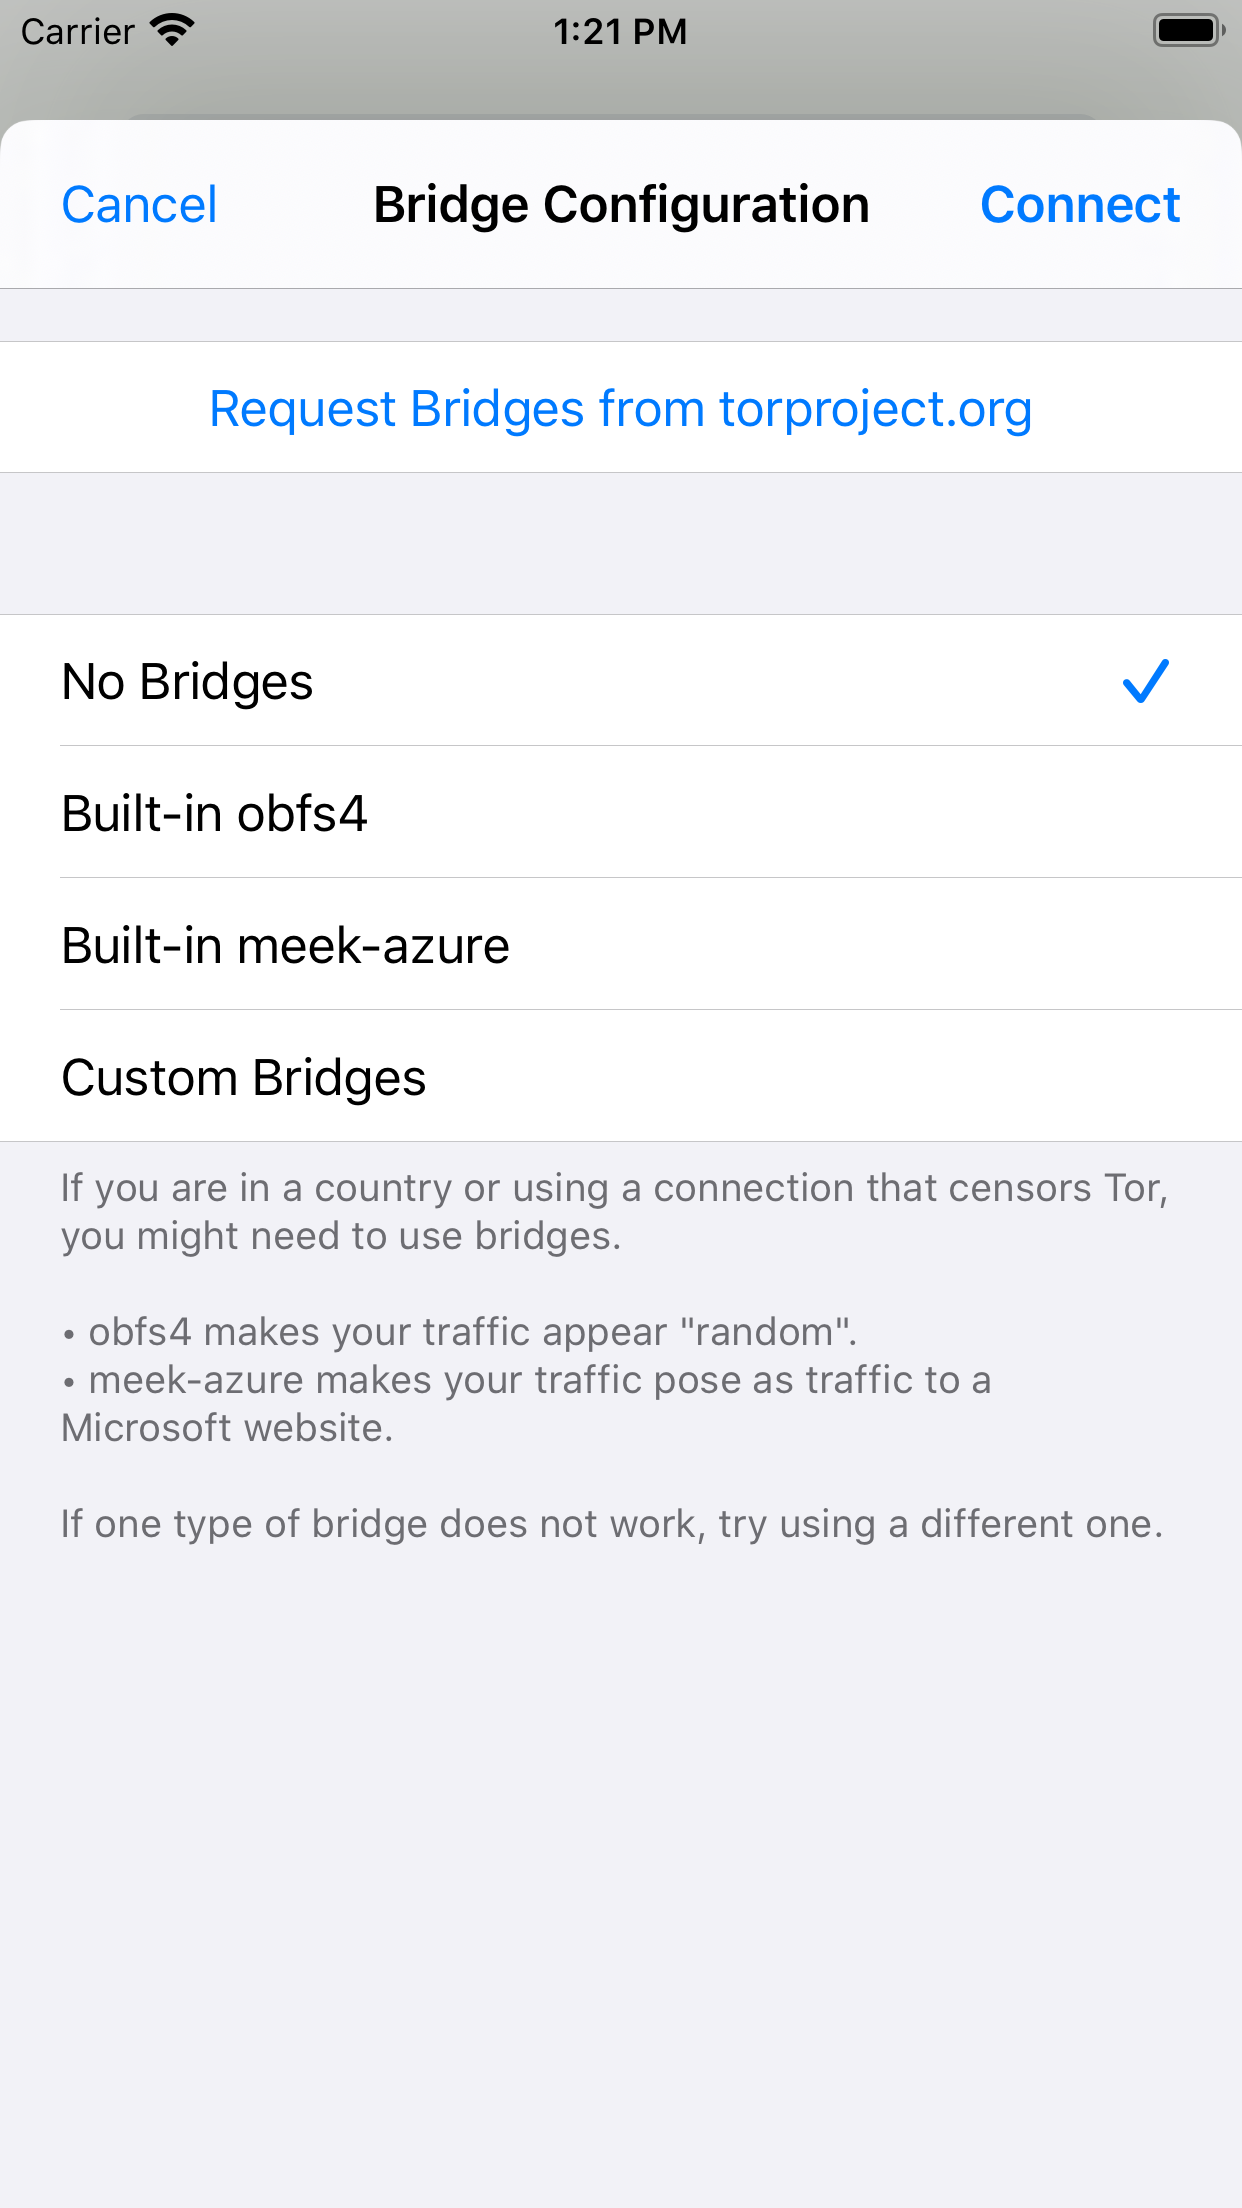 Carrier 1:21 PM
Cancel Bridge Configuration Connect
Request Bridges from torproject.org
No Bridges
Built-in obfs4
Built-in meek-azure
Custom Bridges
If you are in a country or using a connection that censors Tor,
you might need to use bridges.
• obfs4 makes your traffic appear "random".
• meek-azure makes your traffic pose as traffic to a
Microsoft website.
If one type of bridge does not work, try using a different one.